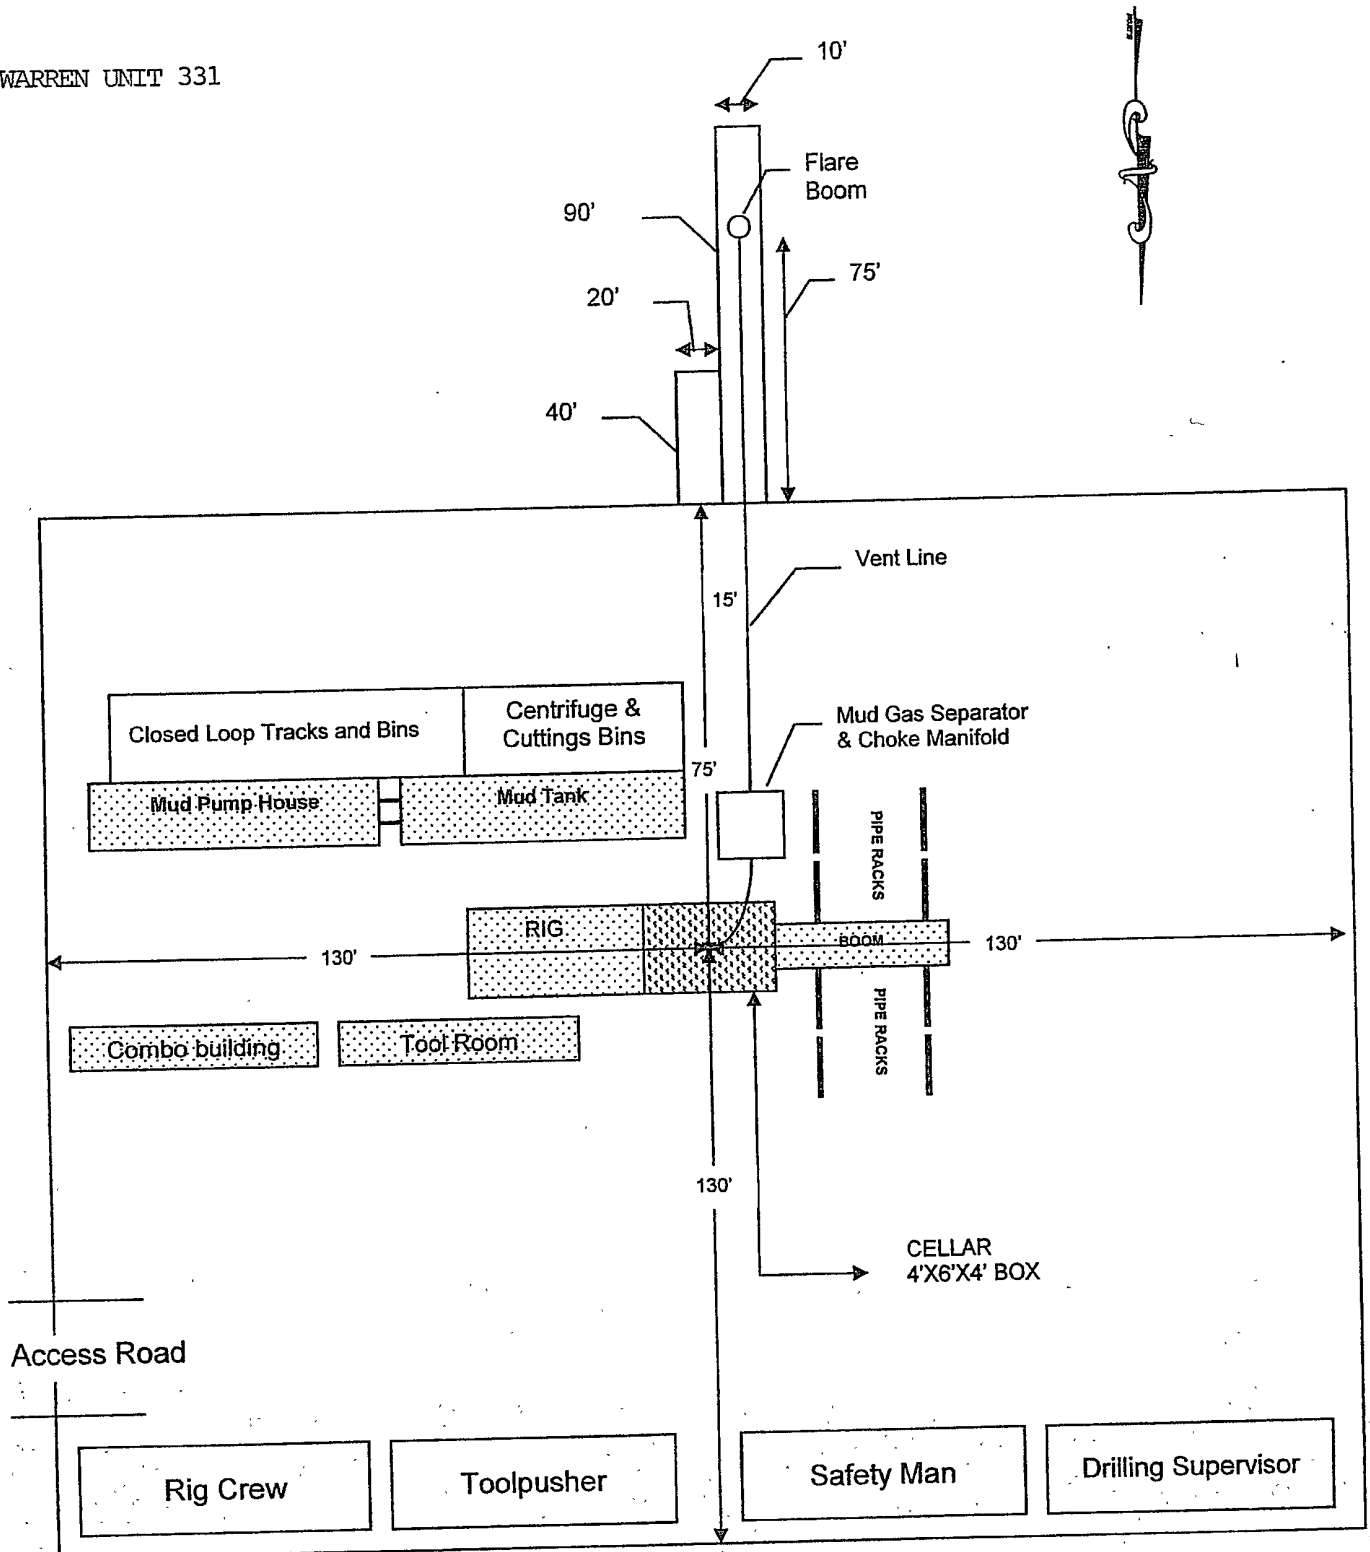 WARREN UNIT 331
10'
Flare
Boom
90'
75'
20'
40'
Vent Line
15'
Closed Loop Tracks and Bins
Centrifuge &
Cuttings Bins
Mud Gas Separator
& Choke Manifold
75'
Mud Pump House
Mud Tank
PIPE RACKS
RIG
BOOM
130'
130'
PIPE RACKS
Combo building
Tool Room
130'
CELLAR
4'X6'X4' BOX
Access Road
Rig Crew
Toolpusher
Safety Man
Drilling Supervisor